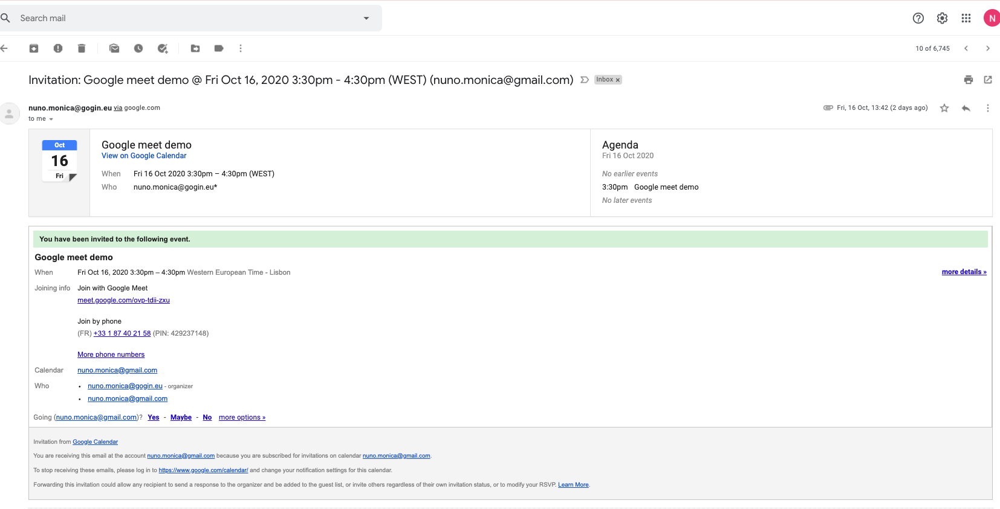 Search mail
N
10 of 6,745
Invitation: Google meet demo @ Fri Oct 16, 2020 3:30pm - 4:30pm (WEST) (nuno.monica@gmail.com) Inbox x
nuno.monica@gogin.eu via google.com
Fri, 16 Oct, 13:42 (2 days ago)
to me
Oct
16
Fri
Google meet demo
View on Google Calendar
When Fri 16 Oct 2020 3:30pm – 4:30pm (WEST)
Who nuno.monica@gogin.eu*
Agenda
Fri 16 Oct 2020
No earlier events
3:30pm Google meet demo
No later events
You have been invited to the following event.
Google meet demo
When Fri Oct 16, 2020 3:30pm – 4:30pm Western European Time - Lisbon
more details »
Joining info Join with Google Meet
meet.google.com/ovp-tdii-zxu
Join by phone
(FR) +33 1 87 40 21 58 (PIN: 429237148)
More phone numbers
Calendar nuno.monica@gmail.com
Who • nuno.monica@gogin.eu - organizer
• nuno.monica@gmail.com
Going (nuno.monica@gmail.com)? Yes - Maybe - No more options »
Invitation from Google Calendar
You are receiving this email at the account nuno.monica@gmail.com because you are subscribed for invitations on calendar nuno.monica@gmail.com.
To stop receiving these emails, please log in to https://www.google.com/calendar/ and change your notification settings for this calendar.
Forwarding this invitation could allow any recipient to send a response to the organizer and be added to the guest list, or invite others regardless of their own invitation status, or to modify your RSVP. Learn More.